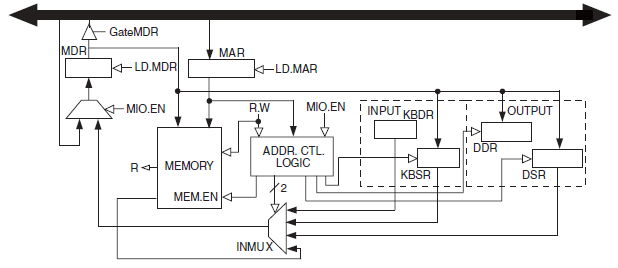 GateMDR
MDR
MAR
LD.MDR
LD.MAR
MIO.EN
R.W
MIO.EN
INPUT
KBDR
OUTPUT
DDR
ADDR. CTL.
LOGIC
R
MEMORY
KBSR
DSR
MEM.EN
2
INMUX